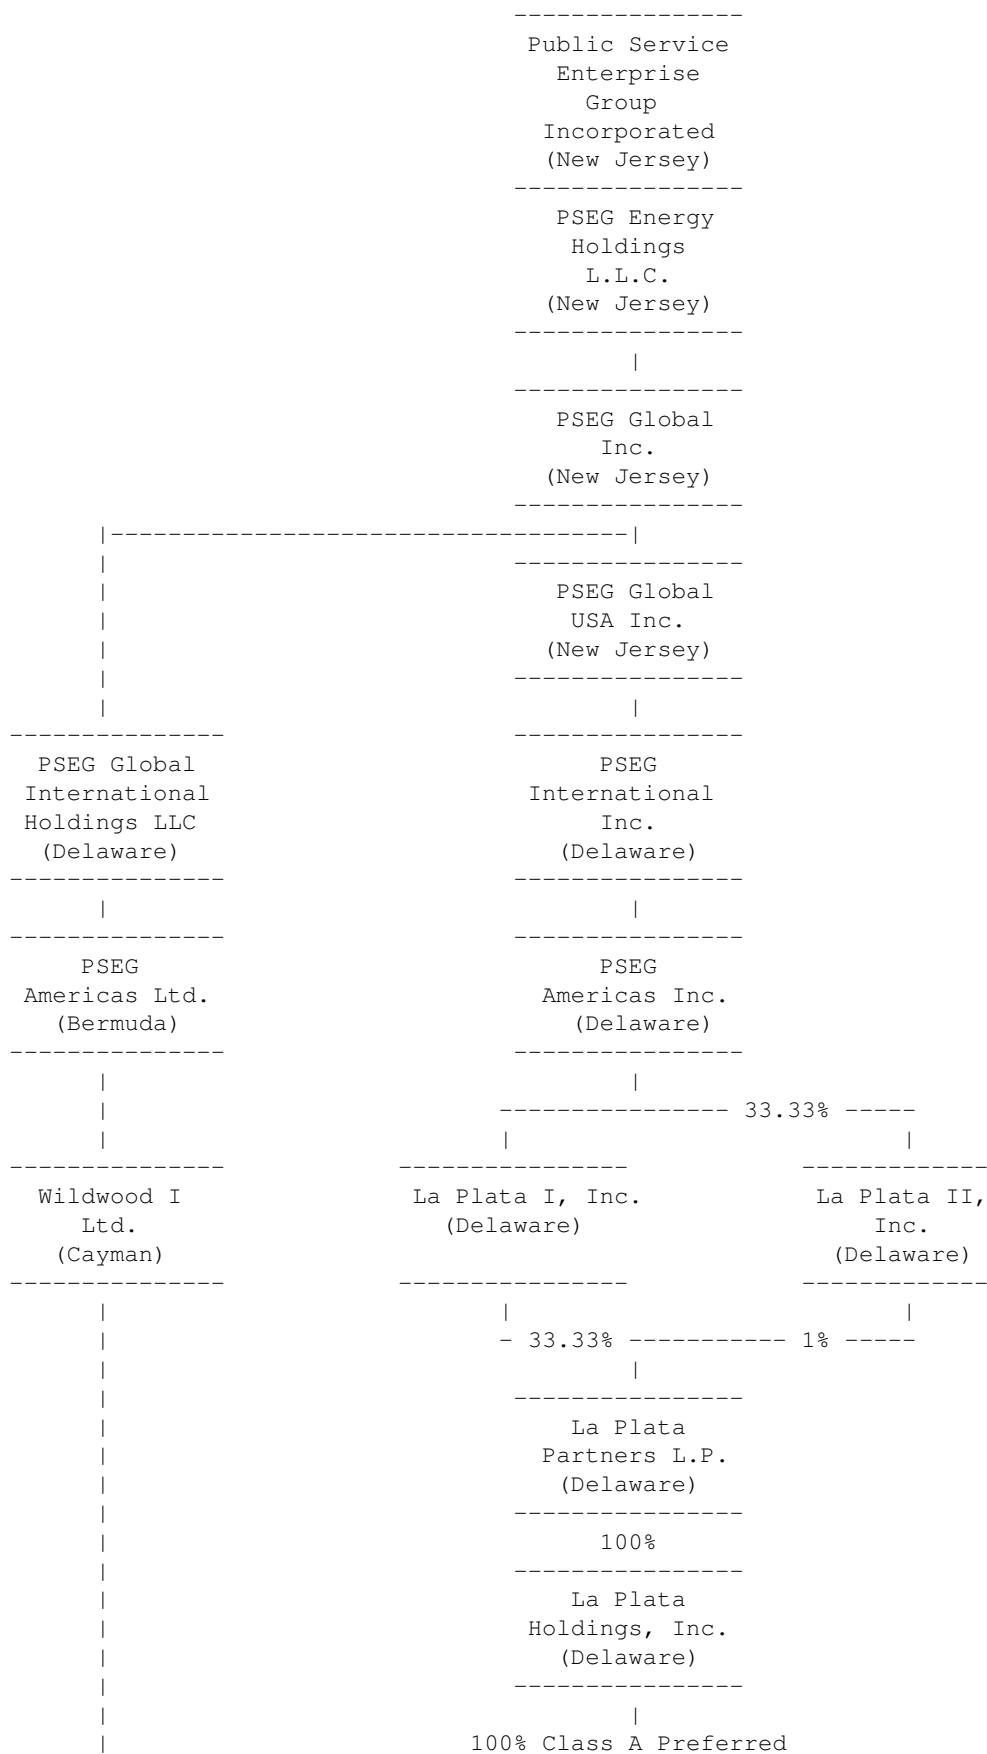 Public Service
Enterprise
Group
Incorporated
(New Jersey)
PSEG Energy
Holdings
L.L.C.
(New Jersey)
PSEG Global
Inc.
(New Jersey)
PSEG Global
USA Inc.
(New Jersey)
PSEG Global PSEG
International International
Holdings LLC Inc.
(Delaware) (Delaware)
PSEG PSEG
Americas Ltd. Americas Inc.
(Bermuda) (Delaware)
33.33%
Wildwood I La Plata I, Inc. La Plata II,
Ltd. (Delaware) Inc.
(Cayman) (Delaware)
33.33% 1%
La Plata
Partners L.P.
(Delaware)
100%
La Plata
Holdings, Inc.
(Delaware)
100% Class A Preferred